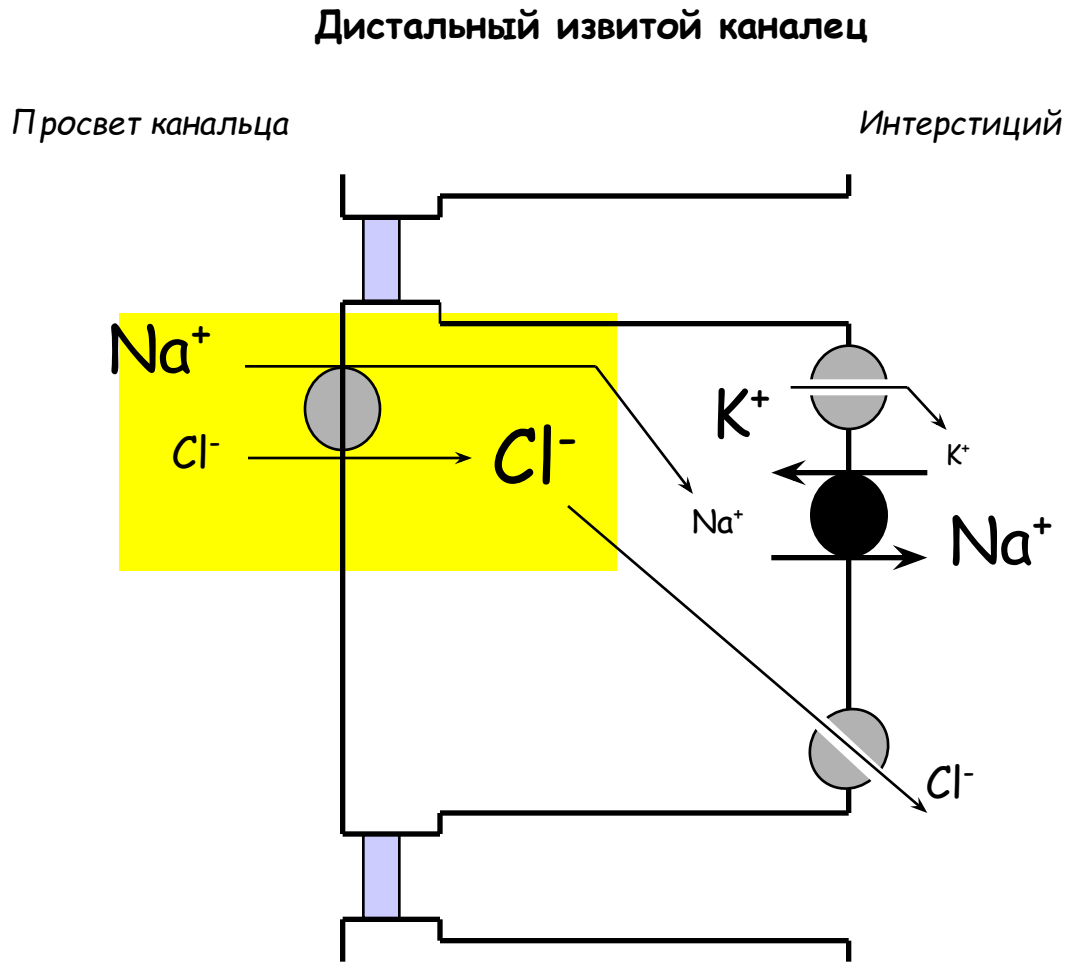 Дистальный извитой каналец
Просвет канальца
Интерстиций
Na⁺
Cl⁻
Cl⁻
Na⁺
K⁺
K⁺
Na⁺
Cl⁻